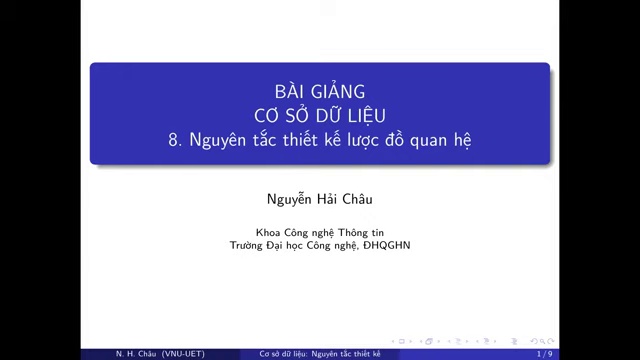 BÀI GIẢNG
CƠ SỞ DỮ LIỆU
8. Nguyên tắc thiết kế lược đồ quan hệ
Nguyễn Hải Châu
Khoa Công nghệ Thông tin
Trường Đại học Công nghệ, ĐHQGHN
N. H. Châu (VNU-UET)
Cơ sở dữ liệu: Nguyên tắc thiết kế
1 / 9